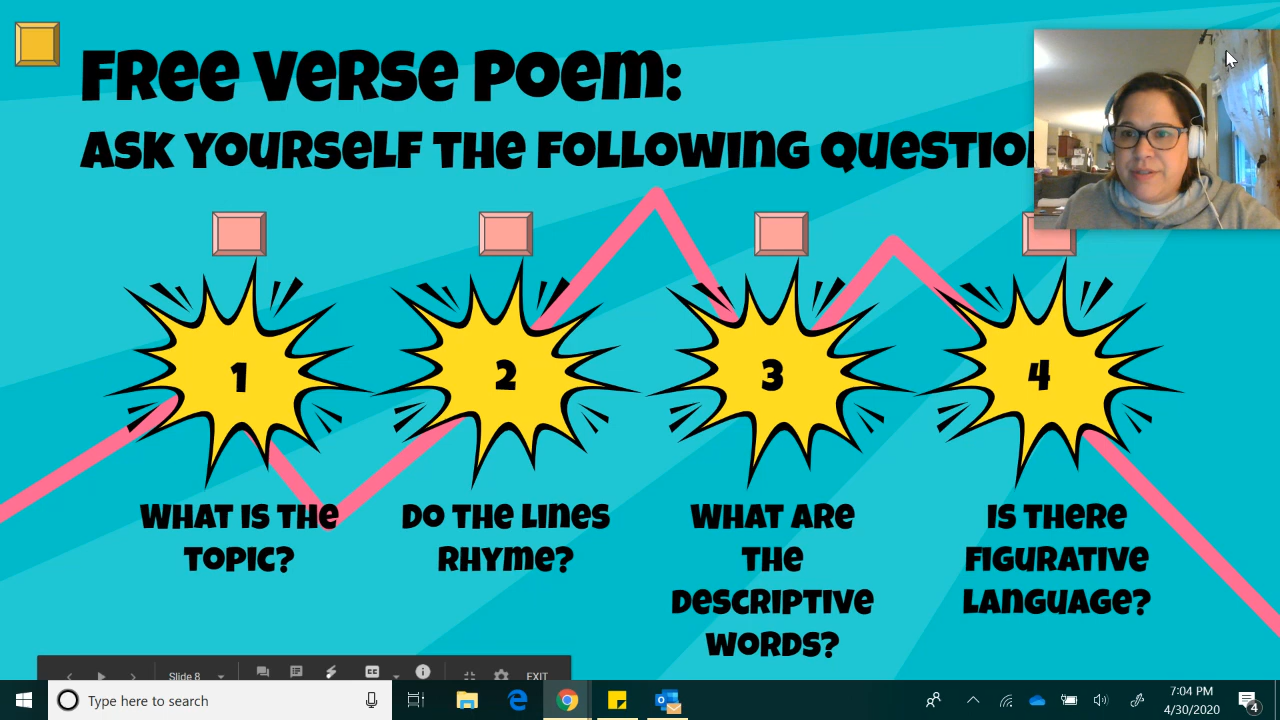 Free Verse Poem:
Ask yourself the following questio
1
2
3
4
What is the
topic?
Do the lines
rhyme?
What are
the
descriptive
words?
Is there
figurative
language?
Slide 8
CC
EXIT
Type here to search
7:04 PM
4/30/2020
4